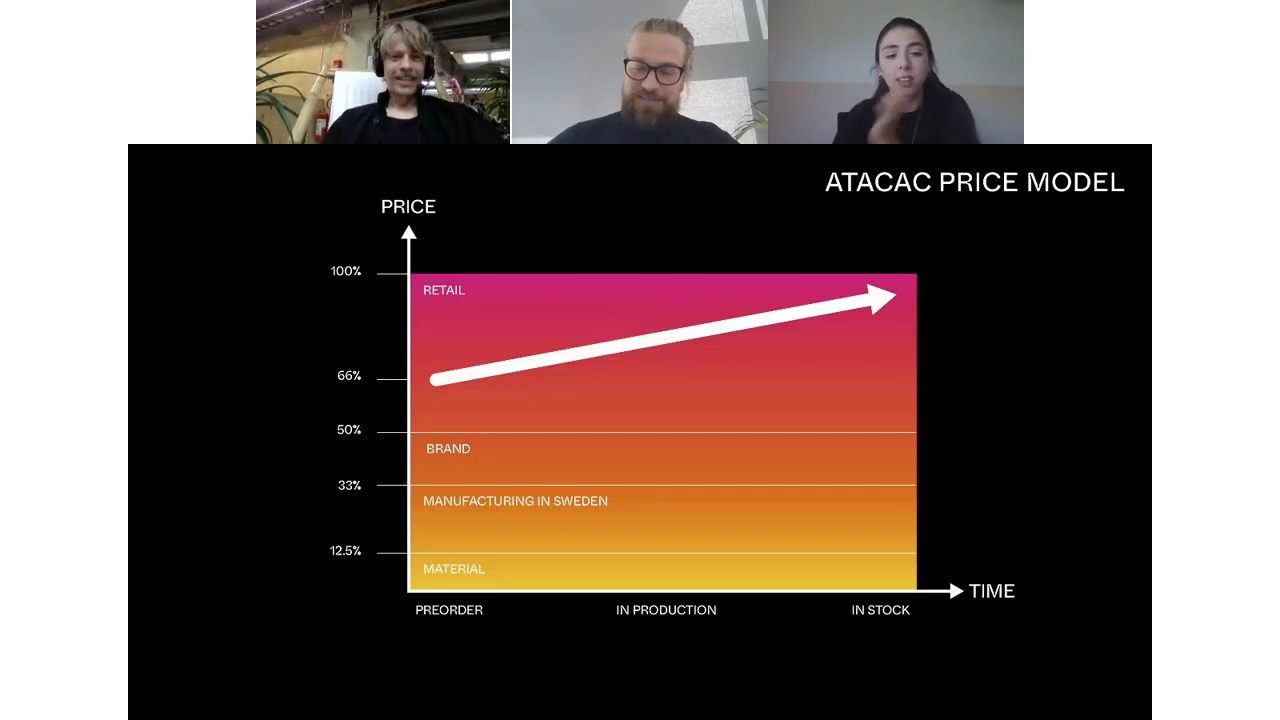 ATACAC PRICE MODEL
PRICE
100%
RETAIL
66%
50%
BRAND
33%
MANUFACTURING IN SWEDEN
12.5%
MATERIAL
TIME
PREORDER
IN PRODUCTION
IN STOCK